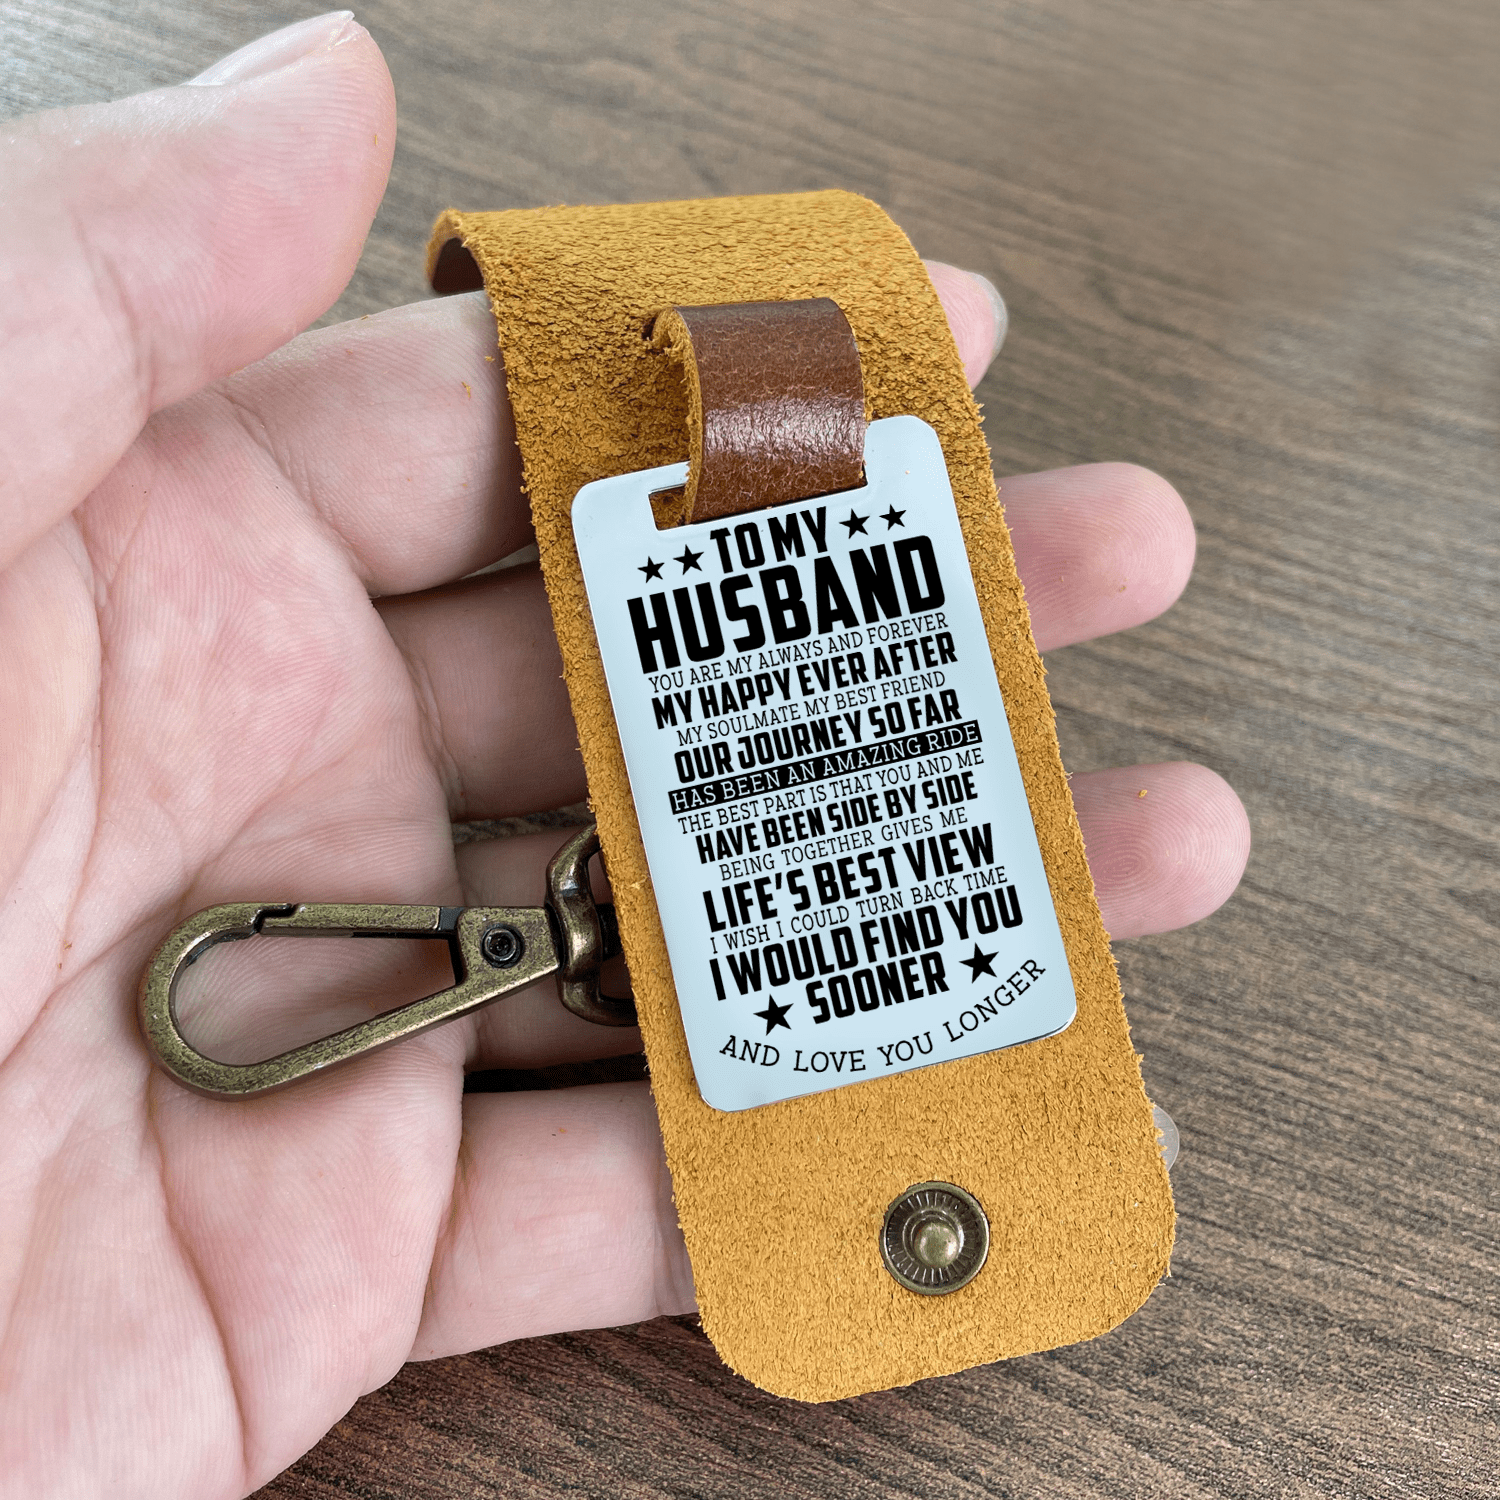 TO MY
HUSBAND
YOU ARE MY ALWAYS AND FOREVER
MY HAPPY EVER AFTER
MY SOULMATE MY BEST FRIEND
OUR JOURNEY SO FAR
HAS BEEN AN AMAZING RIDE
THE BEST PART IS THAT YOU AND ME
HAVE BEEN SIDE BY SIDE
BEING TOGETHER GIVES ME
LIFE'S BEST VIEW
I WISH I COULD TURN BACK TIME
I WOULD FIND YOU
SOONER
AND LOVE YOU LONGER